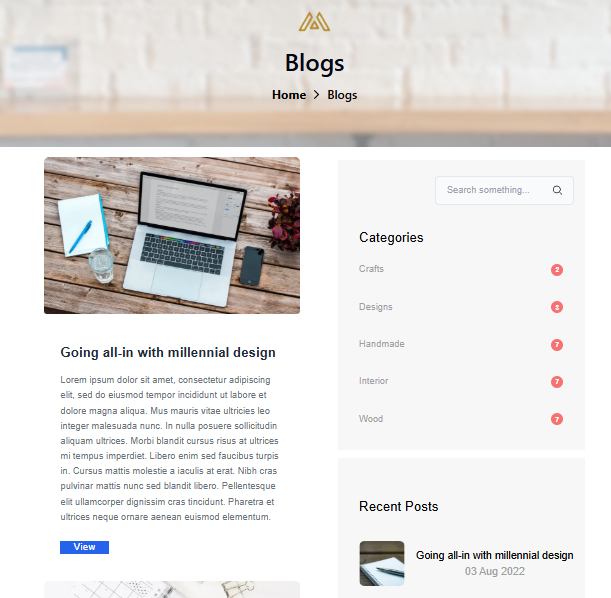 Blogs
Home > Blogs
Going all-in with millennial design
Lorem ipsum dolor sit amet, consectetur adipiscing
elit, sed do eiusmod tempor incididunt ut labore et
dolore magna aliqua. Mus mauris vitae ultricies leo
integer malesuada nunc. In nulla posuere sollicitudin
aliquam ultrices. Morbi blandit cursus risus at ultrices
mi tempus imperdiet. Libero enim sed faucibus turpis
in. Cursus mattis molestie a iaculis at erat. Nibh cras
pulvinar mattis nunc sed blandit libero. Pellentesque
elit ullamcorper dignissim cras tincidunt. Pharetra et
ultrices neque ornare aenean euismod elementum.
View
Search something...
Categories
Crafts 2
Designs 3
Handmade 7
Interior 7
Wood 7
Recent Posts
Going all-in with millennial design
03 Aug 2022